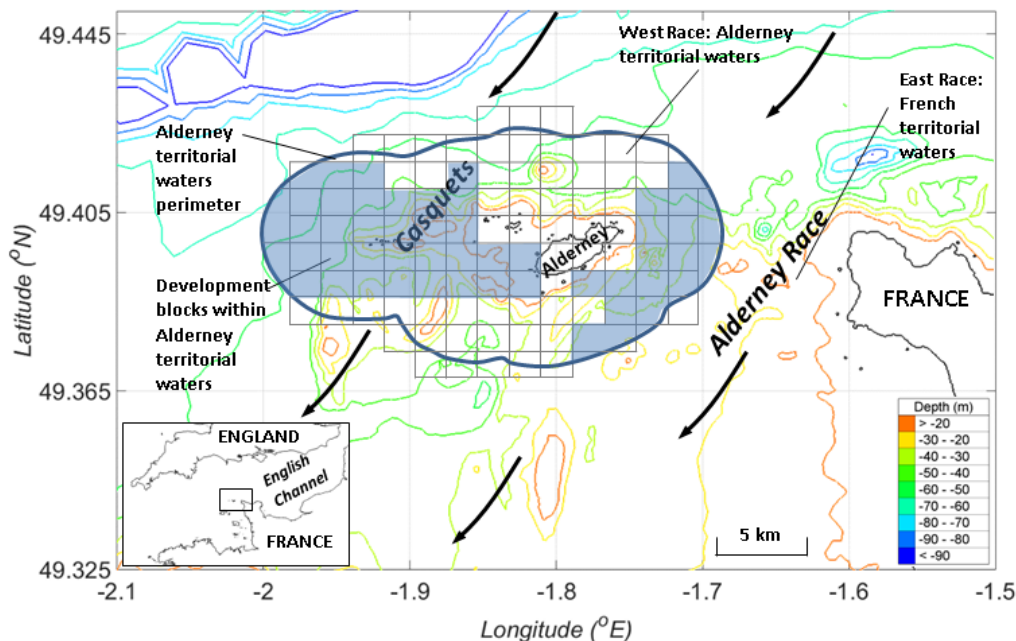 49.445
49.405
49.365
49.325
Latitude (°N)
-2.1
-2
-1.9
-1.8
-1.7
-1.6
-1.5
Longitude (°E)
West Race: Alderney
territorial waters
East Race:
French
territorial
waters
Alderney
territorial
waters
perimeter
Casquets
Alderney
Alderney Race
FRANCE
Development
blocks within
Alderney
territorial
waters
ENGLAND
English
Channel
FRANCE
5 km
Depth (m)
> -20
-30 - -20
-40 - -30
-50 - -40
-60 - -50
-70 - -60
-80 - -70
-90 - -80
< -90